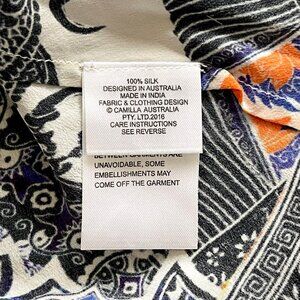 100% SILK
DESIGNED IN AUSTRALIA
MADE IN INDIA
FABRIC & CLOTHING DESIGN
© CAMILLA AUSTRALIA
PTY. LTD.2016
CARE INSTRUCTIONS
SEE REVERSE
BETWEEN GARMENTS ARE
UNAVOIDABLE, SOME
EMBELLISHMENTS MAY
COME OFF THE GARMENT